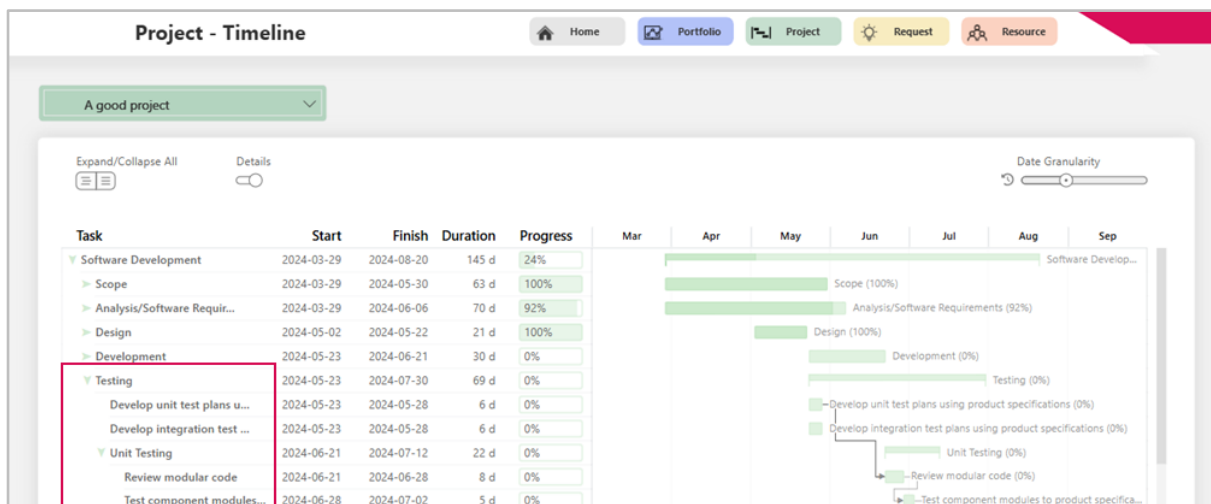 Project - Timeline
Home
Portfolio
Project
Request
Resource
A good project
Expand/Collapse All
Details
Date Granularity
Task Start Finish Duration Progress Mar Apr May Jun Jul Aug Sep
Software Development 2024-03-29 2024-08-20 145 d 24% Software Develop...
Scope 2024-03-29 2024-05-30 63 d 100% Scope (100%)
Analysis/Software Requir... 2024-03-29 2024-06-06 70 d 92% Analysis/Software Requirements (92%)
Design 2024-05-02 2024-05-22 21 d 100% Design (100%)
Development 2024-05-23 2024-06-21 30 d 0% Development (0%)
Testing 2024-05-23 2024-07-30 69 d 0% Testing (0%)
Develop unit test plans u... 2024-05-23 2024-05-28 6 d 0% Develop unit test plans using product specifications (0%)
Develop integration test ... 2024-05-23 2024-05-28 6 d 0% Develop integration test plans using product specifications (0%)
Unit Testing 2024-06-21 2024-07-12 22 d 0% Unit Testing (0%)
Review modular code 2024-06-21 2024-06-28 8 d 0% Review modular code (0%)
Test component modules... 2024-06-28 2024-07-02 5 d 0% Test component modules to product specifica...